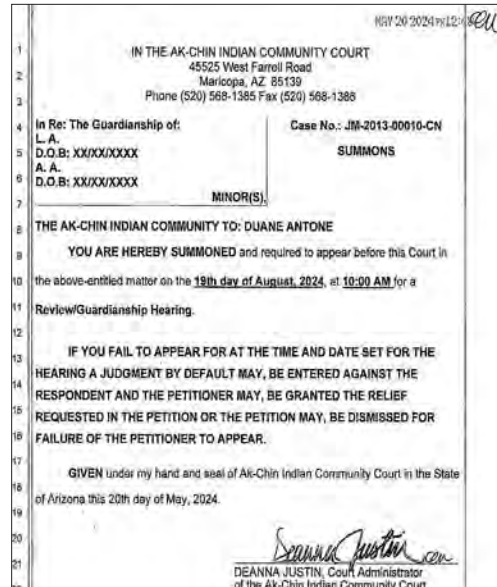 MAY 20 2024 PM 12:
1 IN THE AK-CHIN INDIAN COMMUNITY COURT
45525 West Farrell Road
2 Maricopa, AZ 85139
3 Phone (520) 568-1385 Fax (520) 568-1386
4 In Re: The Guardianship of: Case No.: JM-2013-00010-CN
L. A.
5 D.O.B: XX/XX/XXXX SUMMONS
A. A.
6 D.O.B: XX/XX/XXXX
7 MINOR(S).
8 THE AK-CHIN INDIAN COMMUNITY TO: DUANE ANTONE
9 YOU ARE HEREBY SUMMONED and required to appear before this Court in
10 the above-entitled matter on the 19th day of August, 2024, at 10:00 AM for a
11 Review/Guardianship Hearing.
12
13 IF YOU FAIL TO APPEAR FOR AT THE TIME AND DATE SET FOR THE
14 HEARING A JUDGMENT BY DEFAULT MAY, BE ENTERED AGAINST THE
RESPONDENT AND THE PETITIONER MAY, BE GRANTED THE RELIEF
15 REQUESTED IN THE PETITION OR THE PETITION MAY, BE DISMISSED FOR
16 FAILURE OF THE PETITIONER TO APPEAR.
17 GIVEN under my hand and seal of Ak-Chin Indian Community Court in the State
18
of Arizona this 20th day of May, 2024.
19
20 Deanna Justin
21 DEANNA JUSTIN, Court Administrator
of the Ak-Chin Indian Community Court